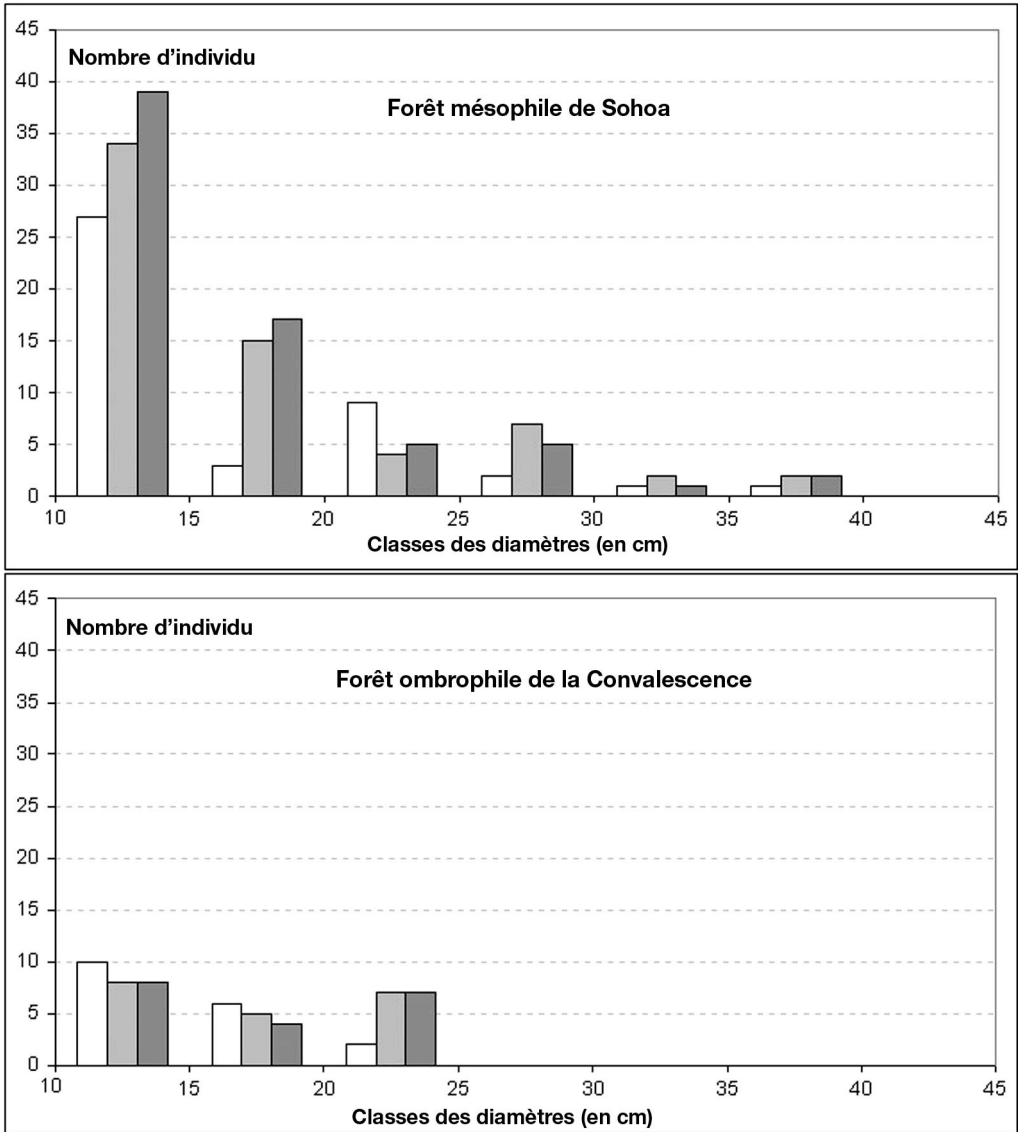 45
Nombre d’individu
40
Forêt mésophile de Sohoa
35
30
25
20
15
10
5
0
10 15 20 25 30 35 40 45
Classes des diamètres (en cm)
45
Nombre d’individu
40
Forêt ombrophile de la Convalescence
35
30
25
20
15
10
5
0
10 15 20 25 30 35 40 45
Classes des diamètres (en cm)